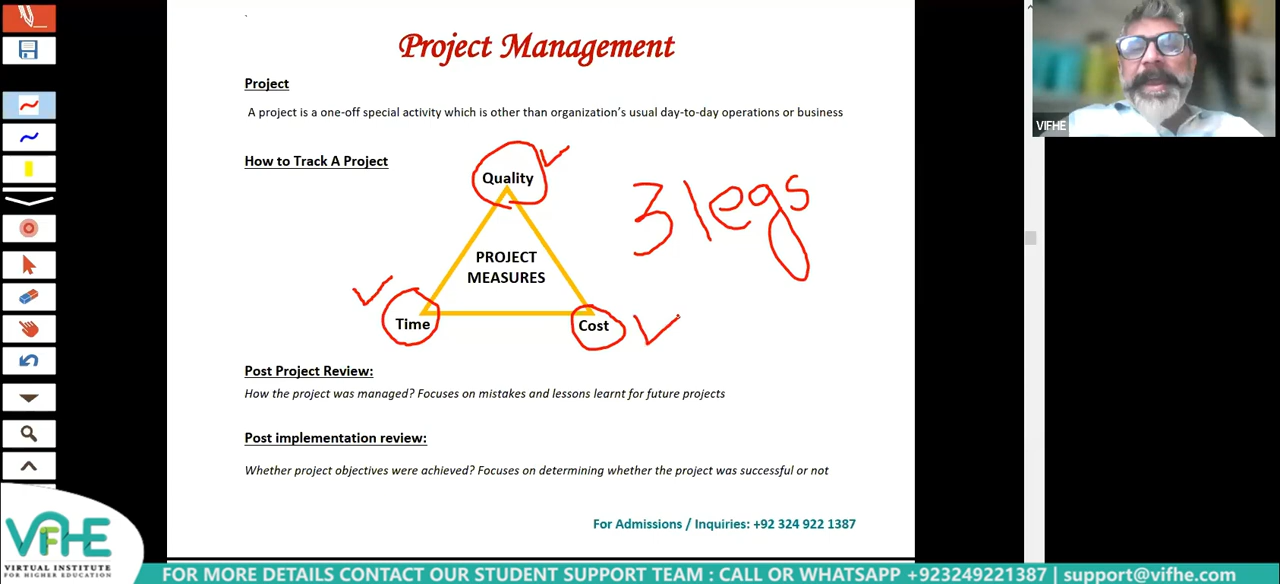 Project Management
Project
A project is a one-off special activity which is other than organization's usual day-to-day operations or business
How to Track A Project
Quality
3 legs
PROJECT
MEASURES
Time
Cost
Post Project Review:
How the project was managed? Focuses on mistakes and lessons learnt for future projects
Post implementation review:
Whether project objectives were achieved? Focuses on determining whether the project was successful or not
For Admissions / Inquiries: +92 324 922 1387
VIFHE
VIFHE
VIRTUAL INSTITUTE
FOR HIGHER EDUCATION
FOR MORE DETAILS CONTACT OUR STUDENT SUPPORT TEAM : CALL OR WHATSAPP +923249221387 | support@vifhe.com